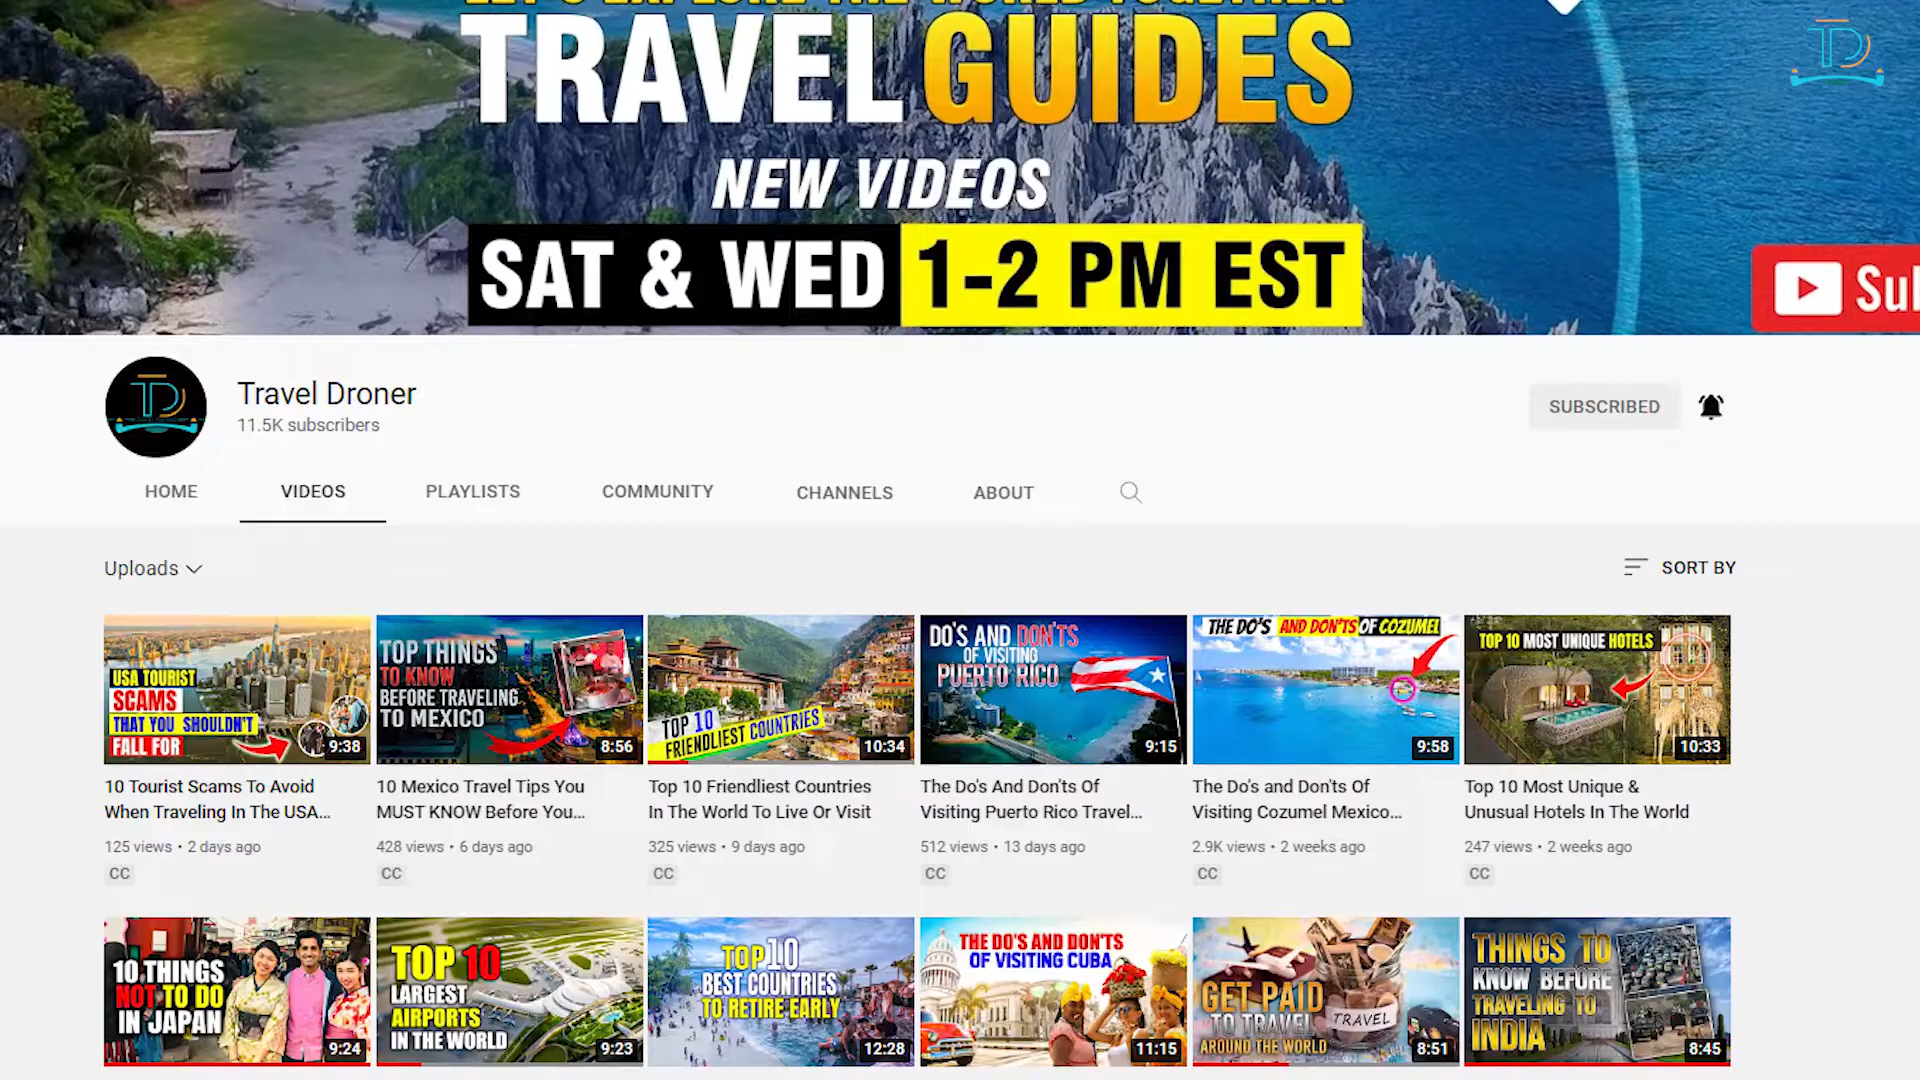 LET'S EXPLORE THE WORLD TOGETHER
TRAVEL GUIDES
NEW VIDEOS
SAT & WED 1-2 PM EST
TD
Sul
TD
Travel Droner
11.5K subscribers
SUBSCRIBED
HOME
VIDEOS
PLAYLISTS
COMMUNITY
CHANNELS
ABOUT
Uploads
SORT BY
USA TOURIST
SCAMS
THAT YOU SHOULDN'T
FALL FOR
9:38
TOP THINGS
TO KNOW
BEFORE TRAVELING
TO MEXICO
8:56
TOP 10
FRIENDLIEST COUNTRIES
10:34
DO'S AND DON'TS
OF VISITING
PUERTO RICO
9:15
THE DO'S AND DON'TS OF COZUMEL
9:58
TOP 10 MOST UNIQUE HOTELS
10:33
10 Tourist Scams To Avoid
When Traveling In The USA...
125 views • 2 days ago
CC
10 Mexico Travel Tips You
MUST KNOW Before You...
428 views • 6 days ago
CC
Top 10 Friendliest Countries
In The World To Live Or Visit
325 views • 9 days ago
CC
The Do's And Don'ts Of
Visiting Puerto Rico Travel...
512 views • 13 days ago
CC
The Do's and Don'ts Of
Visiting Cozumel Mexico...
2.9K views • 2 weeks ago
CC
Top 10 Most Unique &
Unusual Hotels In The World
247 views • 2 weeks ago
CC
10 THINGS
NOT TO DO
IN JAPAN
9:24
TOP 10
LARGEST
AIRPORTS
IN THE WORLD
9:23
TOP 10
BEST COUNTRIES
TO RETIRE EARLY
12:28
THE DO'S AND DON'TS
OF VISITING CUBA
11:15
GET PAID
TO TRAVEL
AROUND THE WORLD
TRAVEL
8:51
THINGS TO
KNOW BEFORE
TRAVELING TO
INDIA
8:45